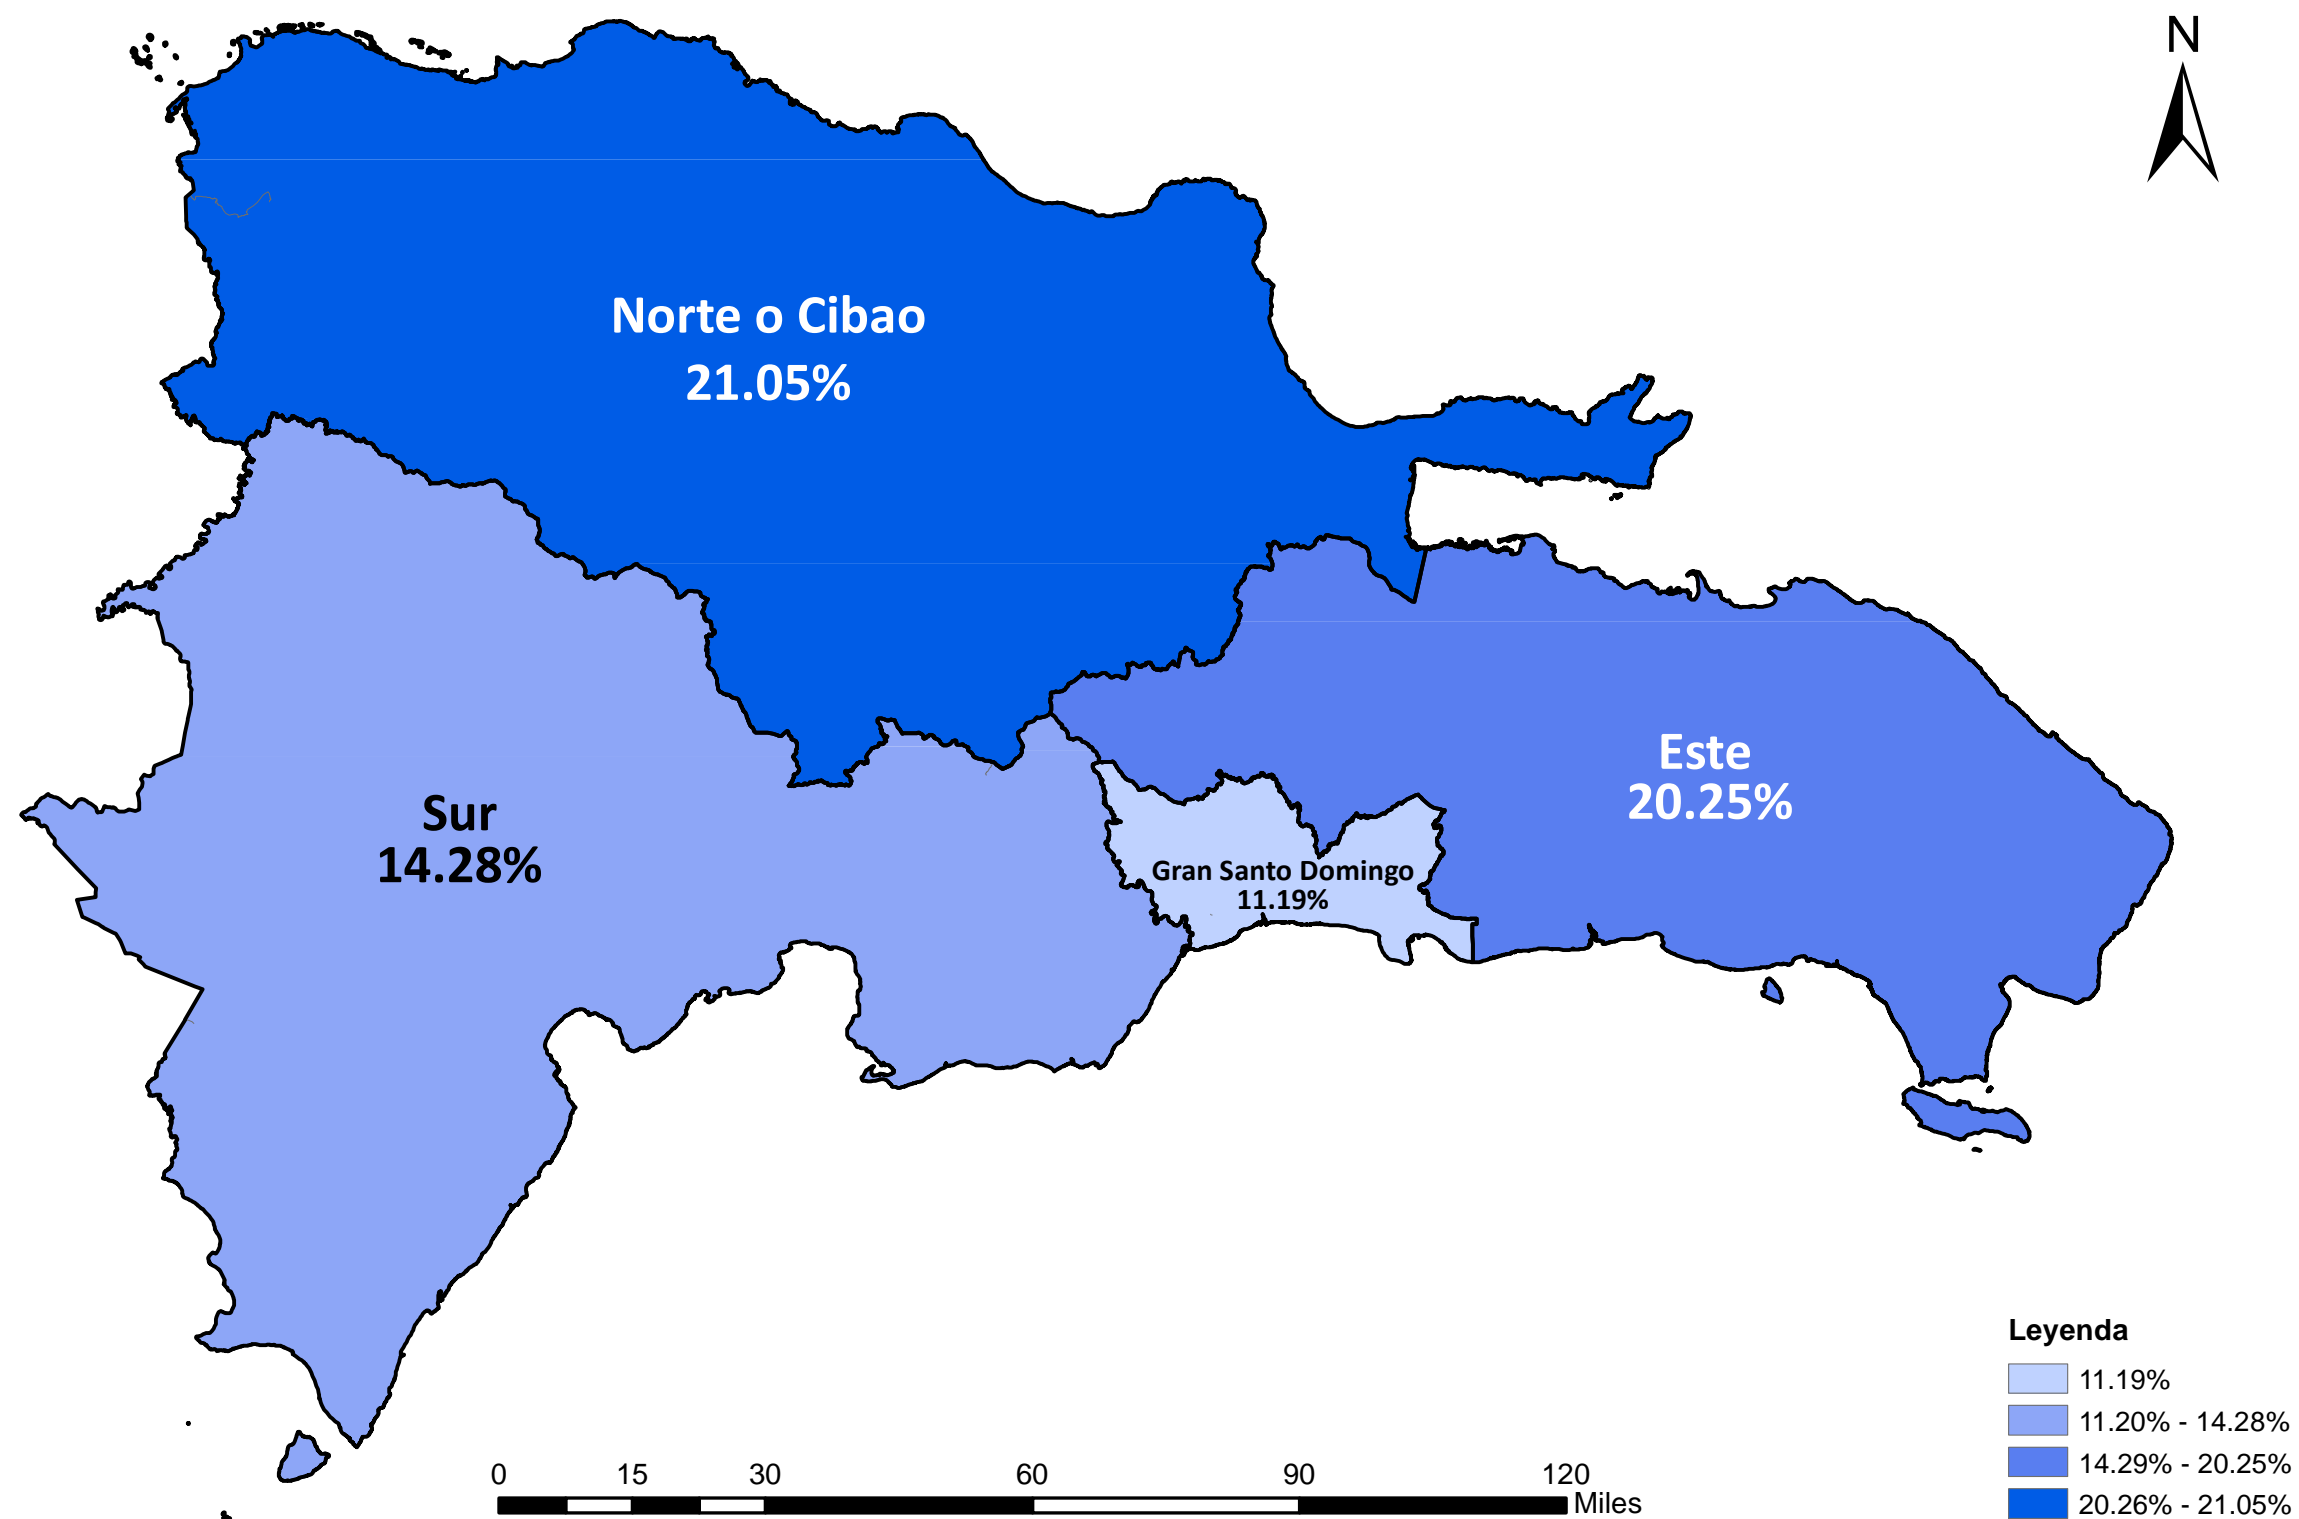 N
Norte o Cibao
21.05%
Este
20.25%
Sur
14.28%
Gran Santo Domingo
11.19%
Leyenda
11.19%
11.20% - 14.28%
14.29% - 20.25%
20.26% - 21.05%
0 15 30 60 90 120
Miles